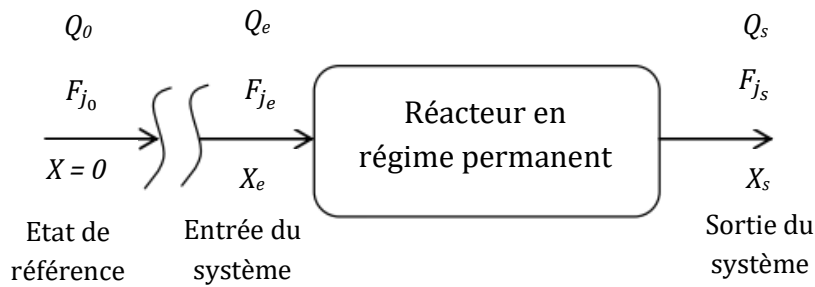 Q₀ Qₑ Qₛ
Fⱼ₀ Fⱼₑ Fⱼₛ
Réacteur en
régime permanent
X = 0 Xₑ Xₛ
Etat de
référence
Entrée du
système
Sortie du
système